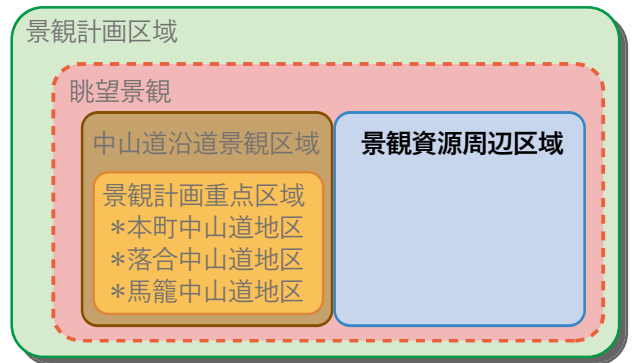 景観計画区域
眺望景観
中山道沿道景観区域
景観資源周辺区域
景観計画重点区域
＊本町中山道地区
＊落合中山道地区
＊馬籠中山道地区